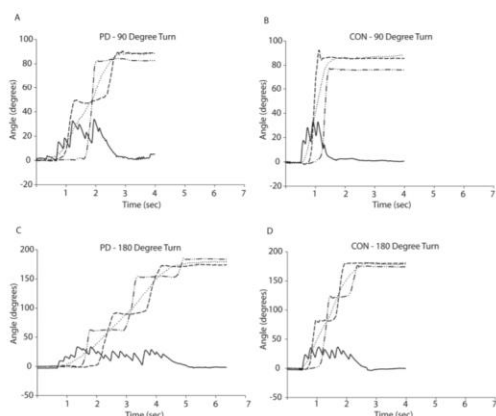 A
PD - 90 Degree Turn
100
80
60
40
20
0
-20
Angle (degrees)
1 2 3 4 5 6 7
Time (sec)
B
CON - 90 Degree Turn
100
80
60
40
20
0
-20
Angle (degrees)
1 2 3 4 5 6 7
Time (sec)
C
PD - 180 Degree Turn
200
150
100
50
0
-50
Angle (degrees)
1 2 3 4 5 6 7
Time (sec)
D
CON - 180 Degree Turn
200
150
100
50
0
-50
Angle (degrees)
1 2 3 4 5 6 7
Time (sec)